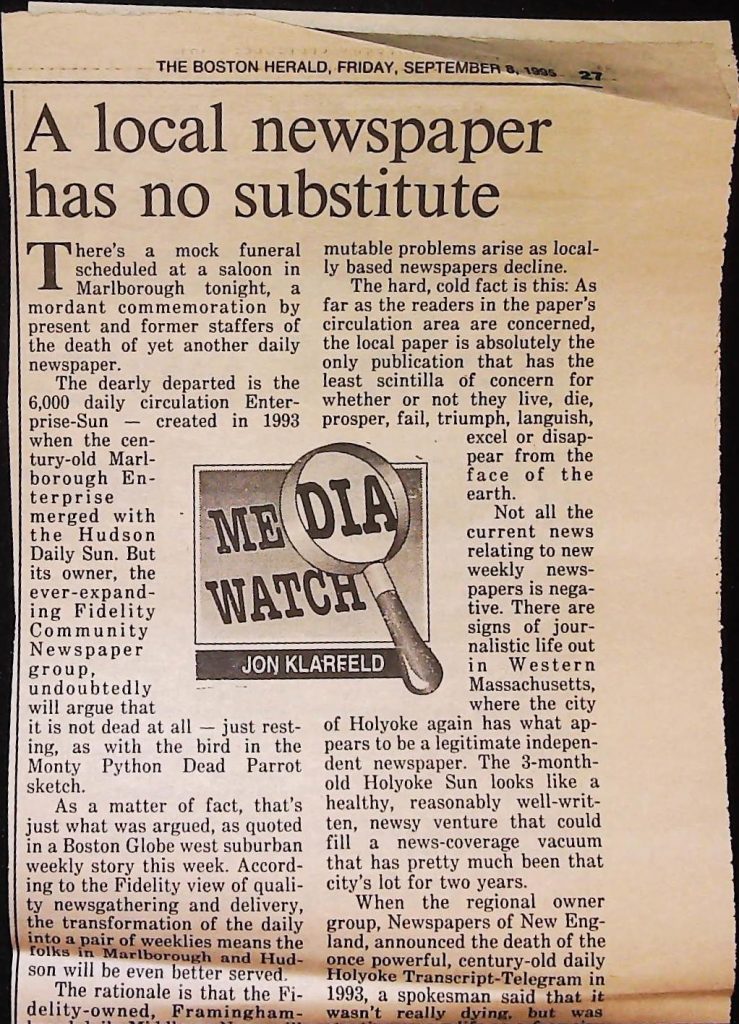 THE BOSTON HERALD, FRIDAY, SEPTEMBER 8, 1995 27
A local newspaper
has no substitute
There's a mock funeral
scheduled at a saloon in
Marlborough tonight, a
mordant commemoration by
present and former staffers of
the death of yet another daily
newspaper.
The dearly departed is the
6,000 daily circulation Enter-
prise-Sun — created in 1993
when the cen-
tury-old Marl-
borough En-
terprise
merged with
the Hudson
Daily Sun. But
its owner, the
ever-expand-
ing Fidelity
Community
Newspaper
group,
undoubtedly
will argue that
it is not dead at all — just rest-
ing, as with the bird in the
Monty Python Dead Parrot
sketch.
As a matter of fact, that's
just what was argued, as quoted
in a Boston Globe west suburban
weekly story this week. Accord-
ing to the Fidelity view of quali-
ty newsgathering and delivery,
the transformation of the daily
into a pair of weeklies means the
folks in Marlborough and Hud-
son will be even better served.
The rationale is that the Fi-
delity-owned, Framingham-
MEDIA
WATCH
JON KLARFELD
mutable problems arise as local-
ly based newspapers decline.
The hard, cold fact is this: As
far as the readers in the paper's
circulation area are concerned,
the local paper is absolutely the
only publication that has the
least scintilla of concern for
whether or not they live, die,
prosper, fail, triumph, languish,
excel or disap-
pear from the
face of the
earth.
Not all the
current news
relating to new
weekly news-
papers is nega-
tive. There are
signs of jour-
nalistic life out
in Western
Massachusetts,
where the city
of Holyoke again has what ap-
pears to be a legitimate indepen-
dent newspaper. The 3-month-
old Holyoke Sun looks like a
healthy, reasonably well-writ-
ten, newsy venture that could
fill a news-coverage vacuum
that has pretty much been that
city's lot for two years.
When the regional owner
group, Newspapers of New Eng-
land, announced the death of the
once powerful, century-old daily
Holyoke Transcript-Telegram in
1993, a spokesman said that it
wasn't really dying, but was